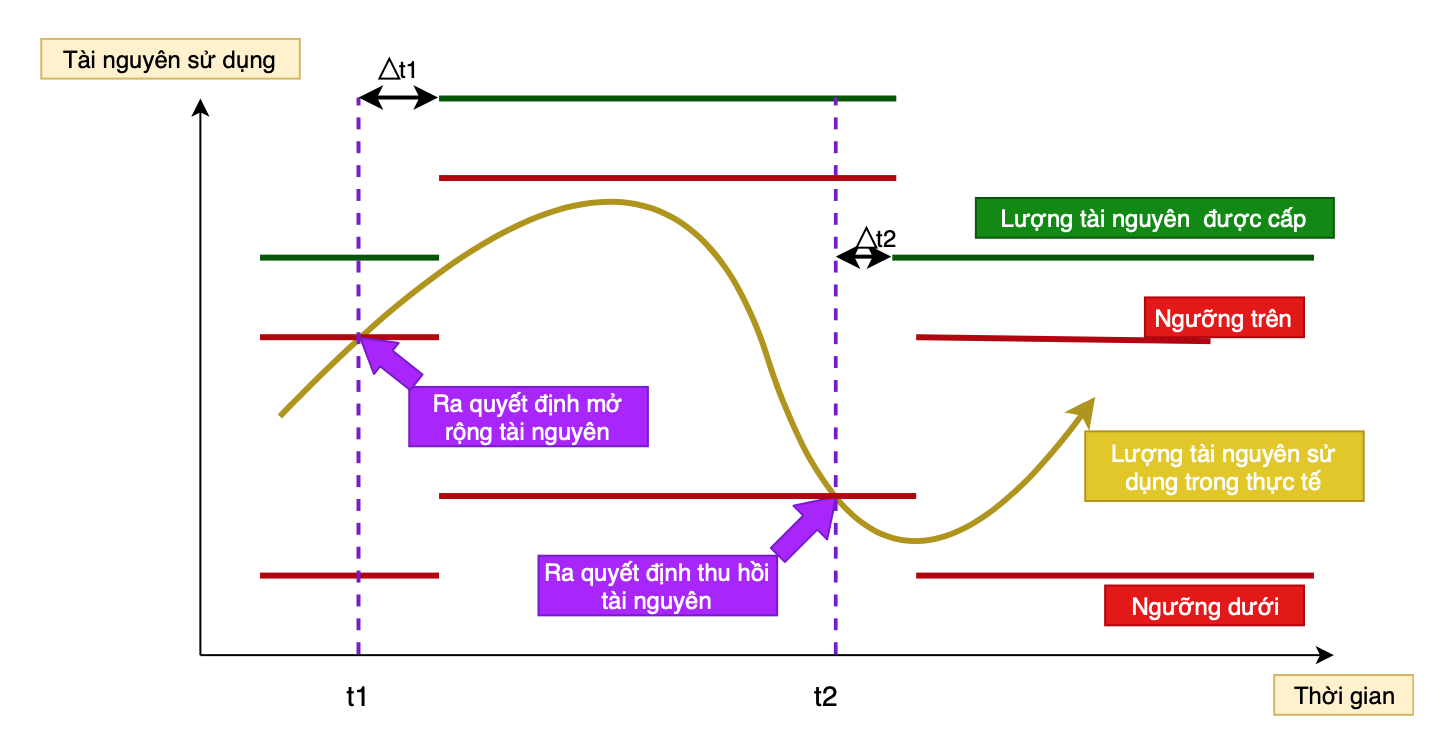 Tài nguyên sử dụng
△t1
Lượng tài nguyên được cấp
△t2
Ngưỡng trên
Ra quyết định mở
rộng tài nguyên
Lượng tài nguyên sử
dụng trong thực tế
Ra quyết định thu hồi
tài nguyên
Ngưỡng dưới
t1
t2
Thời gian